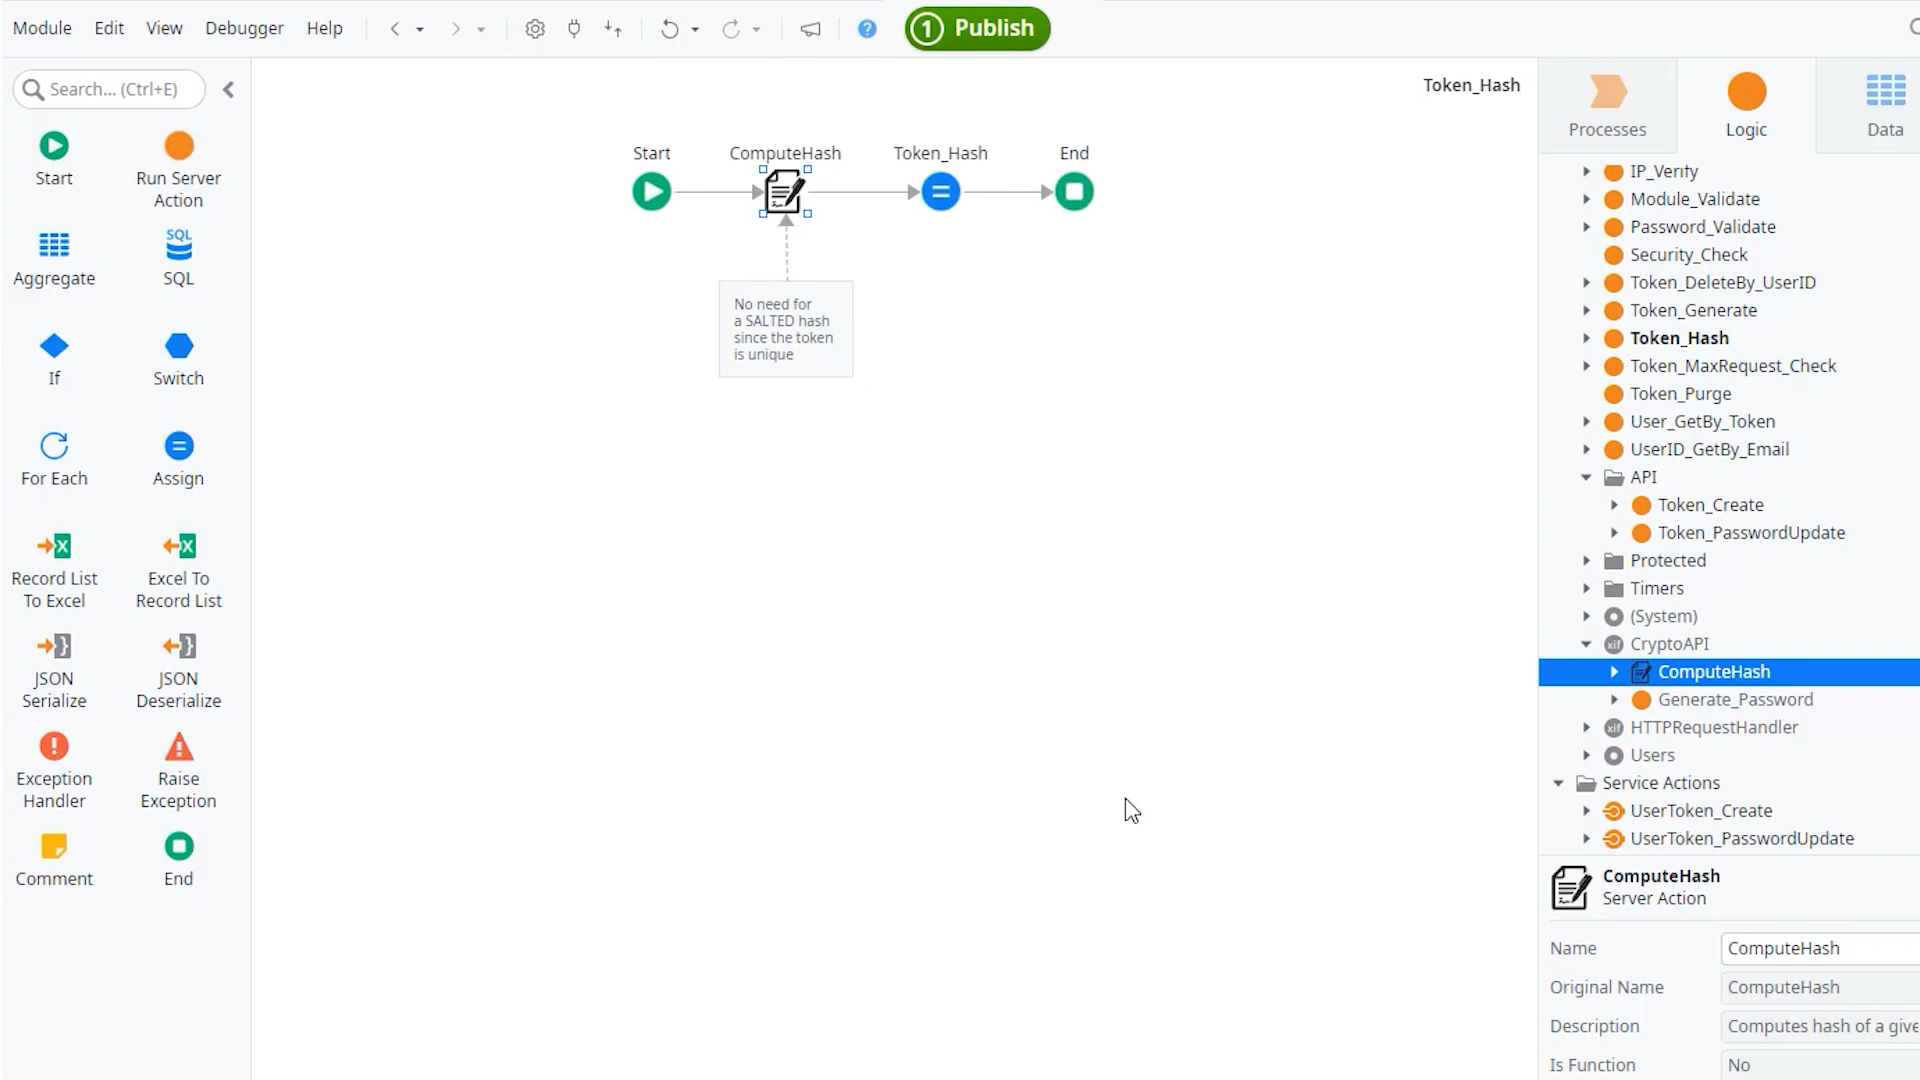 Module Edit View Debugger Help
1 Publish
Search... (Ctrl+E)
Start
Run Server
Action
Aggregate
SQL
SQL
If
Switch
For Each
Assign
Record List
To Excel
Excel To
Record List
JSON
Serialize
JSON
Deserialize
Exception
Handler
Raise
Exception
Comment
End
Token_Hash
Start
ComputeHash
Token_Hash
End
No need for
a SALTED hash
since the token
is unique
Processes
Logic
Data
IP_Verify
Module_Validate
Password_Validate
Security_Check
Token_DeleteBy_UserID
Token_Generate
Token_Hash
Token_MaxRequest_Check
Token_Purge
User_GetBy_Token
UserID_GetBy_Email
API
Token_Create
Token_PasswordUpdate
Protected
Timers
(System)
xif CryptoAPI
ComputeHash
Generate_Password
xif HTTPRequestHandler
Users
Service Actions
UserToken_Create
UserToken_PasswordUpdate
ComputeHash
Server Action
Name ComputeHash
Original Name ComputeHash
Description Computes hash of a give
Is Function No